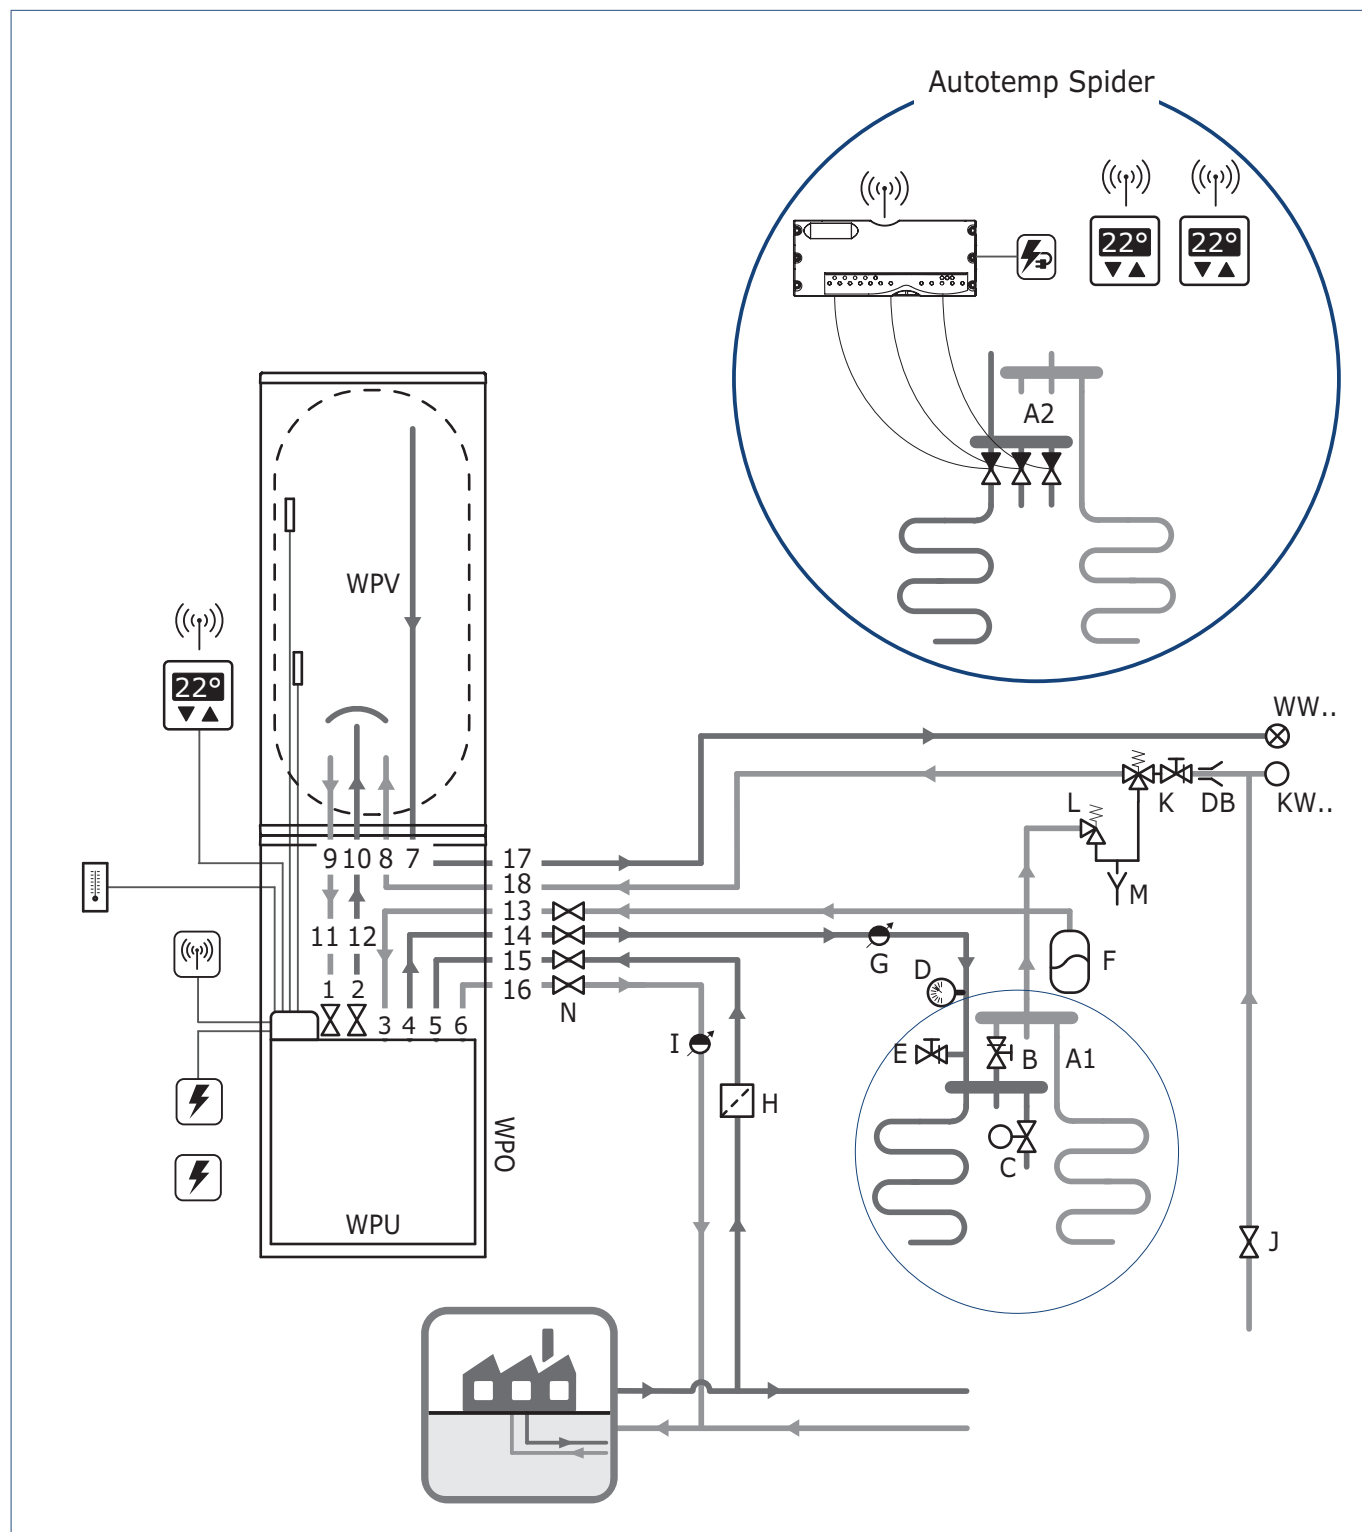 Autotemp Spider
22° 22°
A2
WPV
22°
WW..
L K DB KW..
9 10 8 7 17
18
M
13
11 12 14
15 G D F
1 2 16
3 4 5 6 N
I E B A1
H
WPO
C
WPU
J